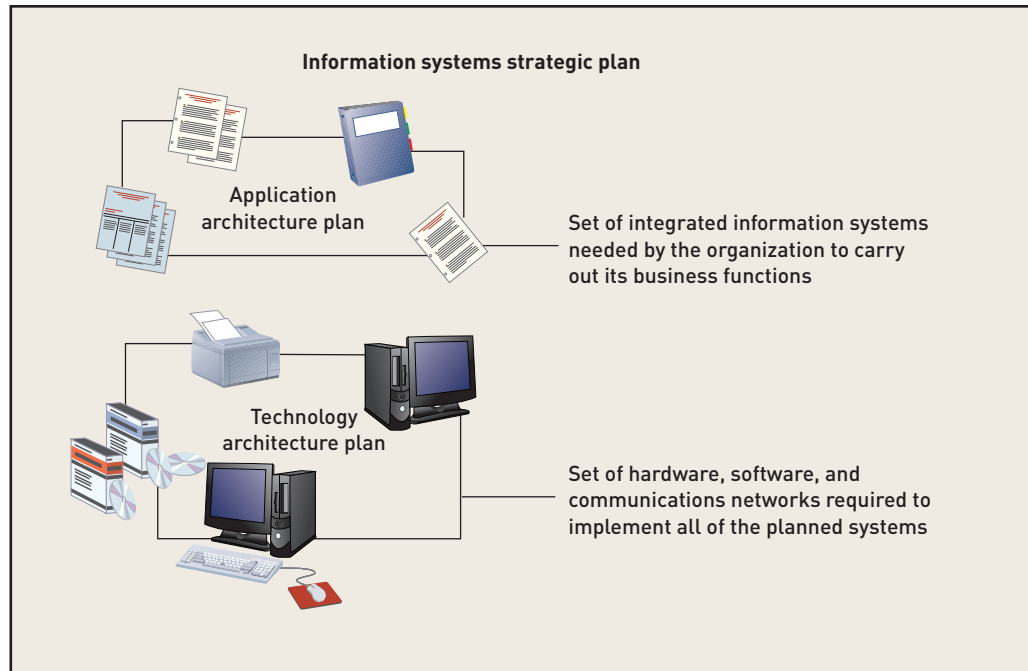 Information systems strategic plan
Application
architecture plan
Set of integrated information systems
needed by the organization to carry
out its business functions
Technology
architecture plan
Set of hardware, software, and
communications networks required to
implement all of the planned systems